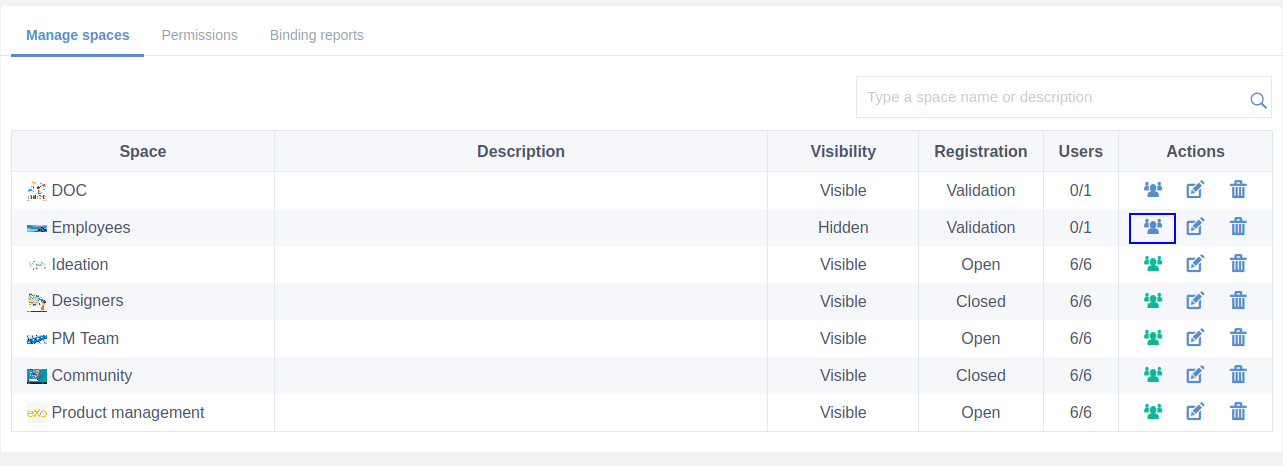 Manage spaces Permissions Binding reports
Type a space name or description
Space Description Visibility Registration Users Actions
DOC Visible Validation 0/1
Employees Hidden Validation 0/1
Ideation Visible Open 6/6
Designers Visible Closed 6/6
PM Team Visible Open 6/6
Community Visible Closed 6/6
eXo Product management Visible Open 6/6